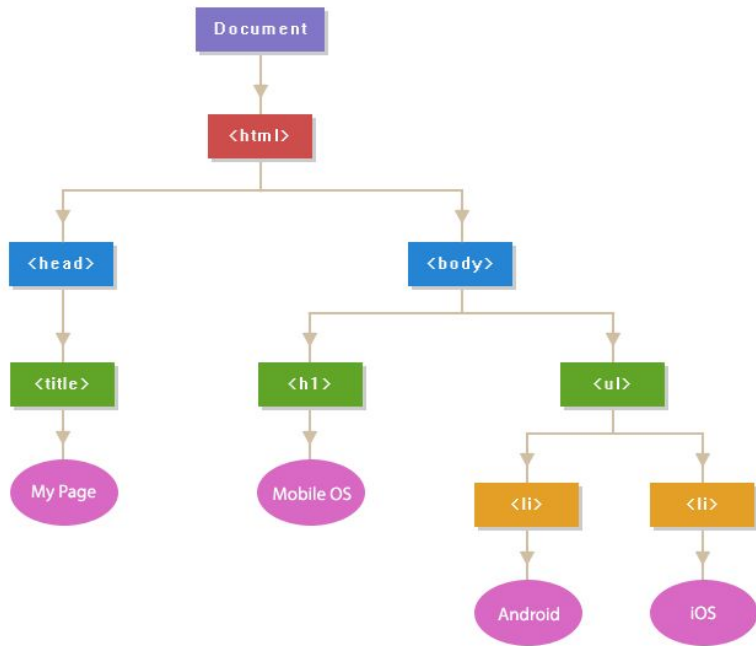 Document
<html>
<head>
<body>
<title>
<h1>
<ul>
My Page
Mobile OS
<li>
<li>
Android
iOS